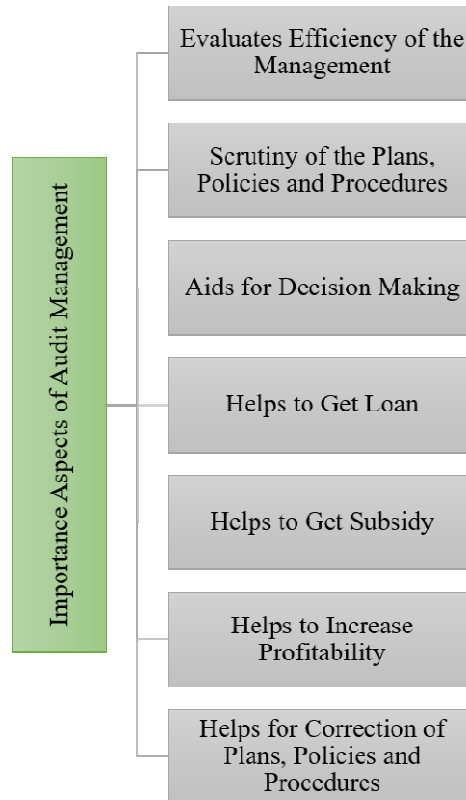 Importance Aspects of Audit Management
Evaluates Efficiency of the
Management
Scrutiny of the Plans,
Policies and Procedures
Aids for Decision Making
Helps to Get Loan
Helps to Get Subsidy
Helps to Increase
Profitability
Helps for Correction of
Plans, Policies and
Procedures